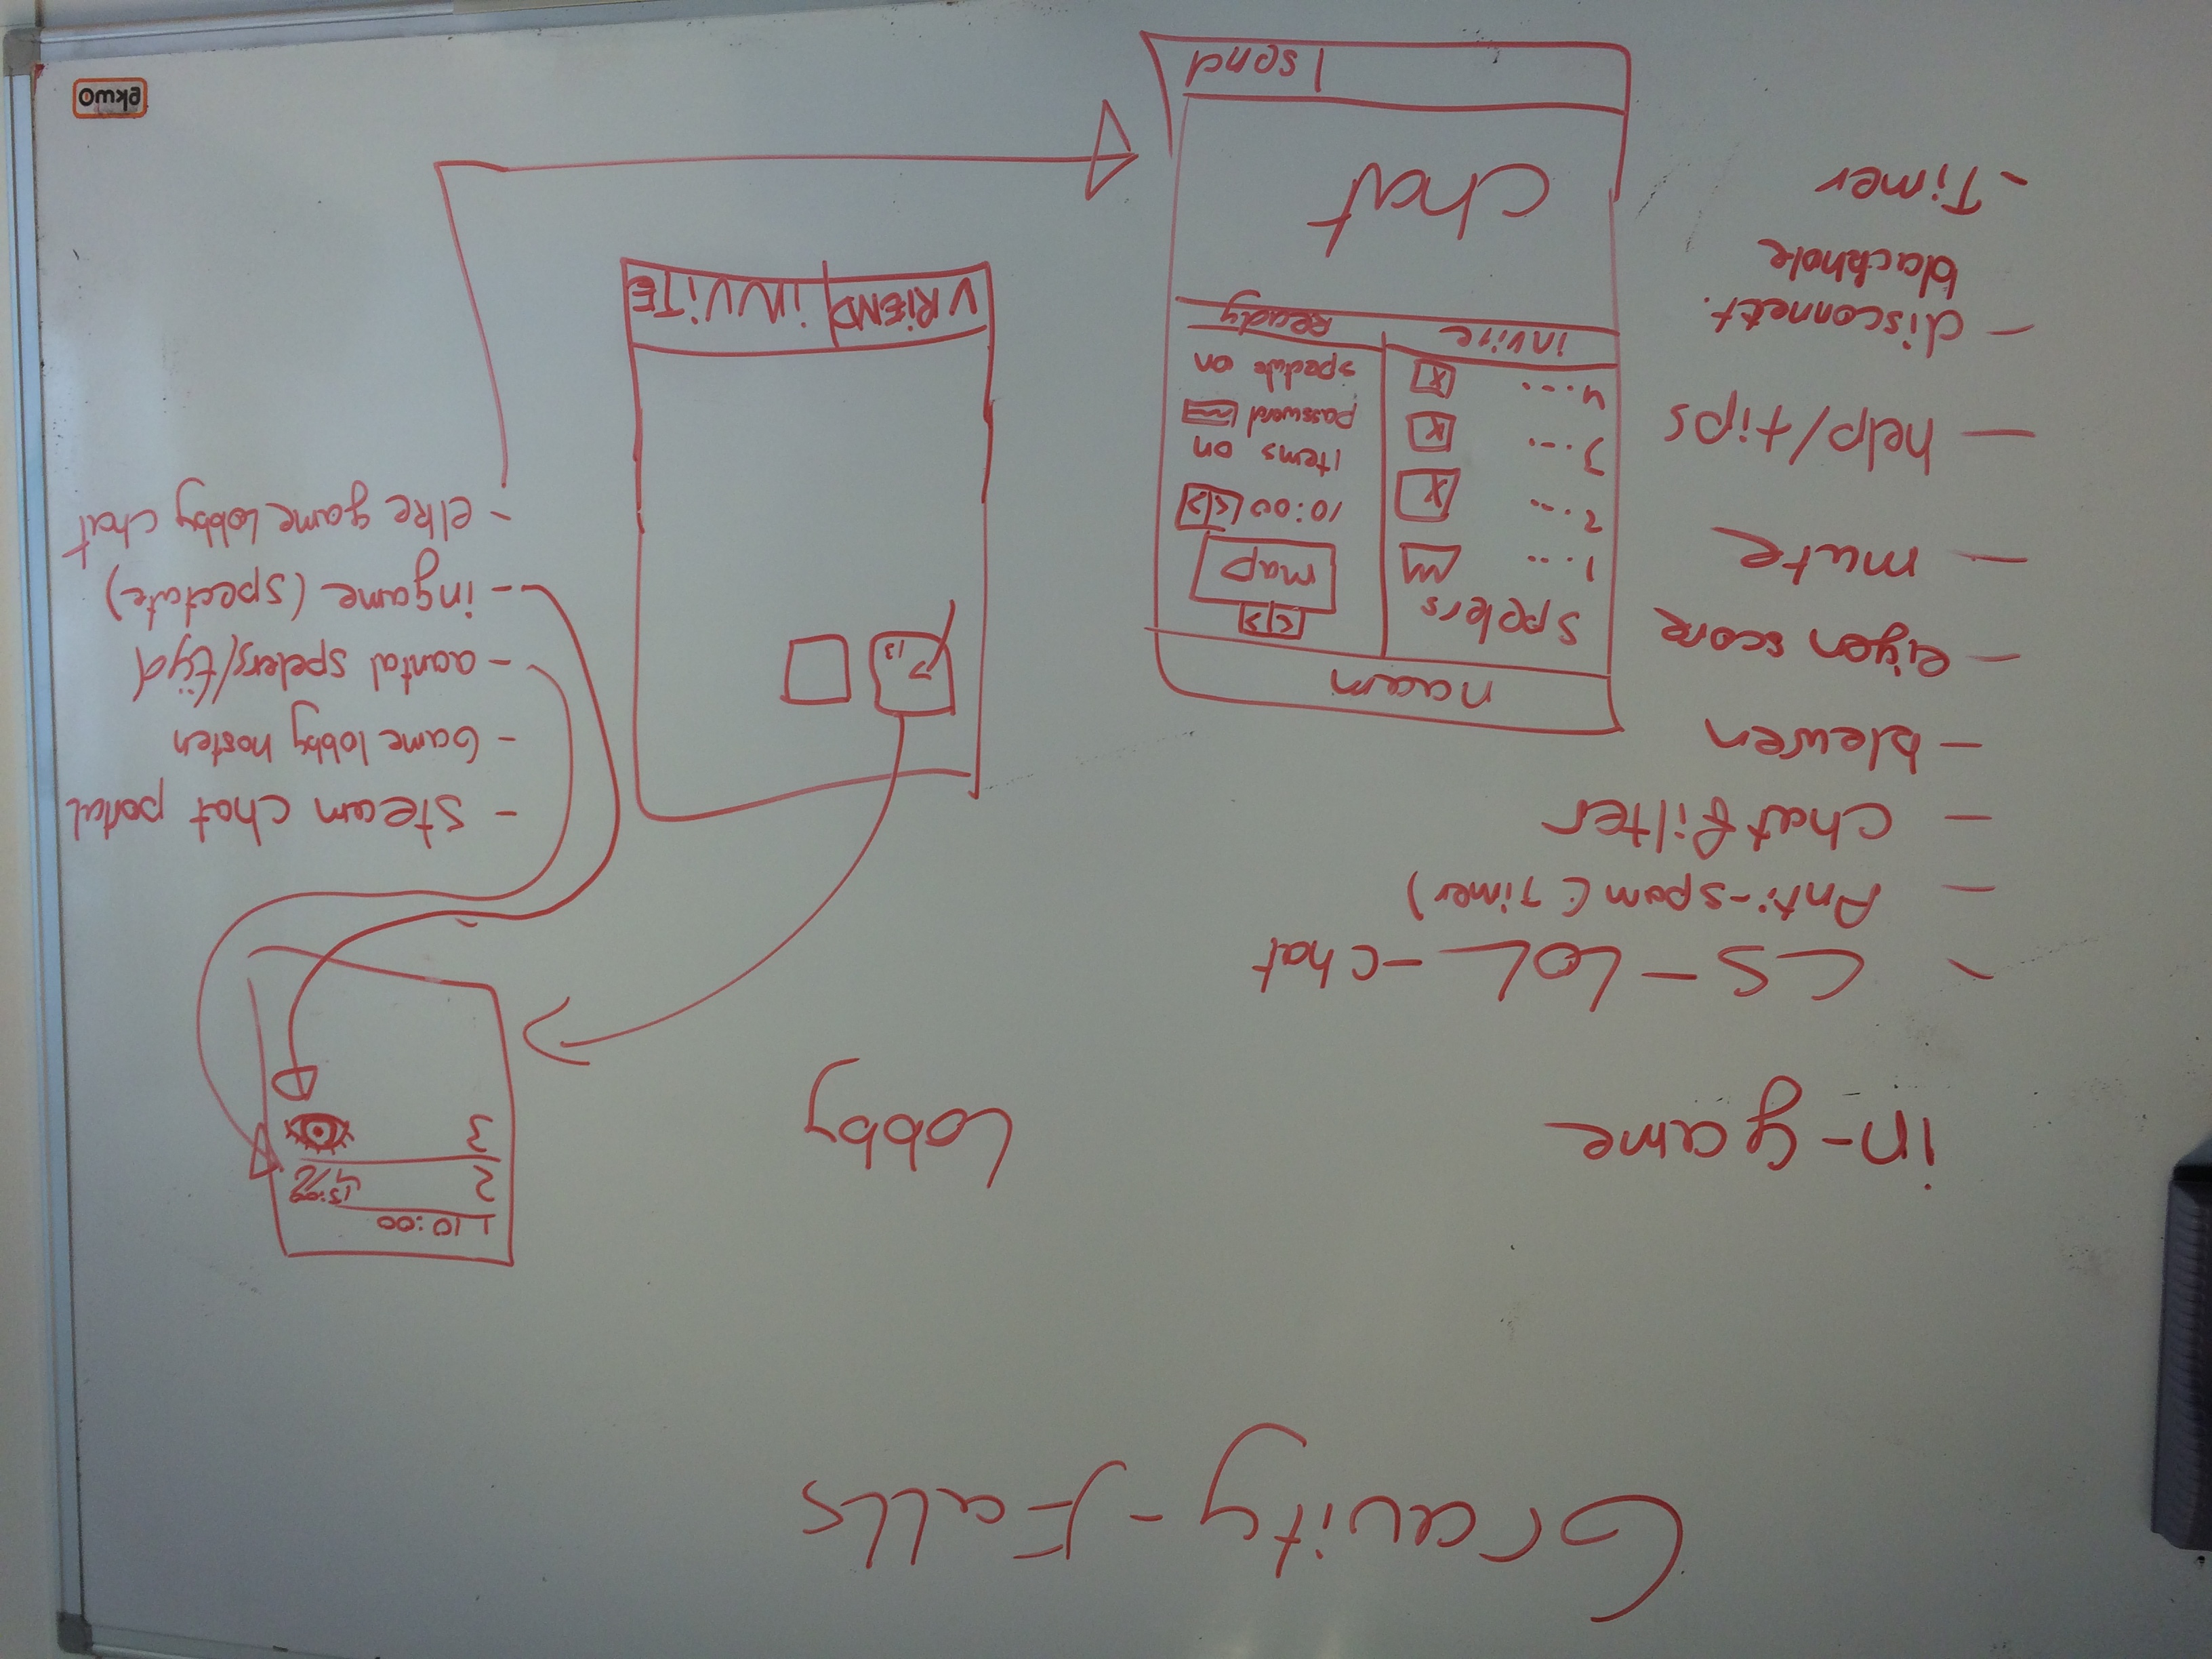 Gravity-Falls
in-game
- CS-LoL-chat
- Anti-spam (Timer)
- chatfilter
- eigen score
- mute
- help/tips
- disconnect.
blackhole
- Timer
naam
spelers
1...
2...
3...
4...
x
x
x
< >
map
10:00 < >
items on
password
spectate on
invite
Ready
chat
send
Lobby
1 10:00
2
15:00
3
13
VRIEND
INVITE
- steam chat portal
- Game lobby hosten
- aantal spelers/tijd
- ingame (spectate)
- elke game lobby chat
ekwo